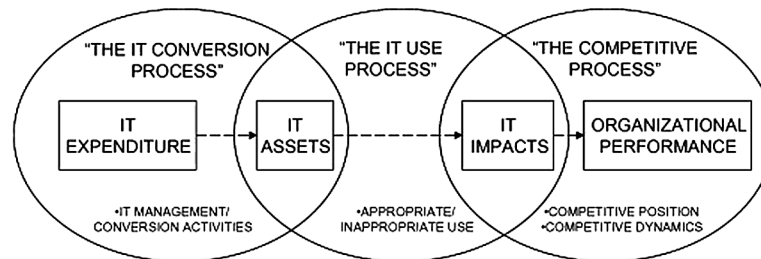 "THE IT CONVERSION
PROCESS"
"THE IT USE
PROCESS"
"THE COMPETITIVE
PROCESS"
IT
EXPENDITURE
IT
ASSETS
IT
IMPACTS
ORGANIZATIONAL
PERFORMANCE
•IT MANAGEMENT/
CONVERSION ACTIVITIES
•APPROPRIATE/
INAPPROPRIATE USE
•COMPETITIVE POSITION
•COMPETITIVE DYNAMICS